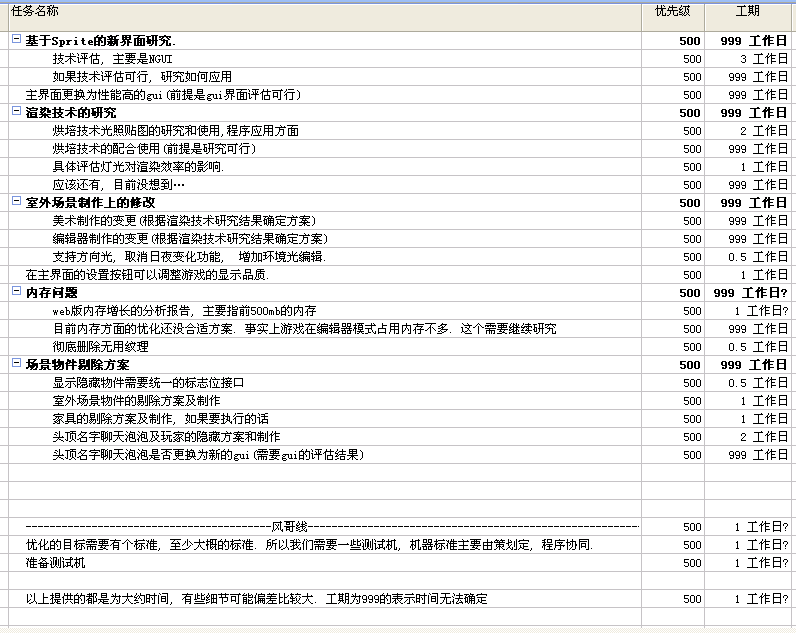 任务名称 优先级 工期
基于Sprite的新界面研究. 500 999 工作日
技术评估, 主要是NGUI 500 3 工作日
如果技术评估可行, 研究如何应用 500 999 工作日
主界面更换为性能高的gui(前提是gui界面评估可行) 500 999 工作日
渲染技术的研究 500 999 工作日
烘培技术光照贴图的研究和使用,程序应用方面 500 2 工作日
烘培技术的配合使用(前提是研究可行) 500 999 工作日
具体评估灯光对渲染效率的影响. 500 1 工作日
应该还有, 目前没想到… 500 999 工作日
室外场景制作上的修改 500 999 工作日
美术制作的变更(根据渲染技术研究结果确定方案) 500 999 工作日
编辑器制作的变更(根据渲染技术研究结果确定方案) 500 999 工作日
支持方向光, 取消日夜变化功能, 增加环境光编辑. 500 0.5 工作日
在主界面的设置按钮可以调整游戏的显示品质. 500 1 工作日
内存问题 500 999 工作日?
web版内存增长的分析报告, 主要指前500mb的内存 500 1 工作日?
目前内存方面的优化还没合适方案. 事实上游戏在编辑器模式占用内存不多. 这个需要继续研究 500 999 工作日
彻底删除无用纹理 500 0.5 工作日
场景物件剔除方案 500 999 工作日
显示隐藏物件需要统一的标志位接口 500 0.5 工作日
室外场景物件的剔除方案及制作 500 1 工作日
家具的剔除方案及制作, 如果要执行的话 500 1 工作日
头顶名字聊天泡泡及玩家的隐藏方案和制作 500 2 工作日
头顶名字聊天泡泡是否更换为新的gui(需要gui的评估结果) 500 999 工作日
-----------------------------------------风哥线------------------------------------------------------- 500 1 工作日?
优化的目标需要有个标准, 至少大概的标准. 所以我们需要一些测试机, 机器标准主要由策划定, 程序协同. 500 1 工作日?
准备测试机 500 1 工作日?
以上提供的都是为大约时间, 有些细节可能偏差比较大. 工期为999的表示时间无法确定 500 1 工作日?